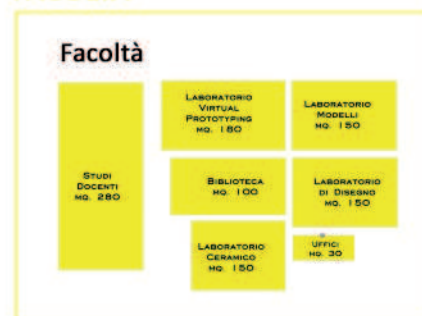 Facoltà
LABORATORIO
VIRTUAL
PROTOTYPING
MQ. 180
LABORATORIO
MODELLI
MQ. 150
STUDI
DOCENTI
MQ. 280
BIBLIOTECA
MQ. 100
LABORATORIO
DI DISEGNO
MQ. 150
LABORATORIO
CERAMICO
MQ. 150
UFFICI
MQ. 30